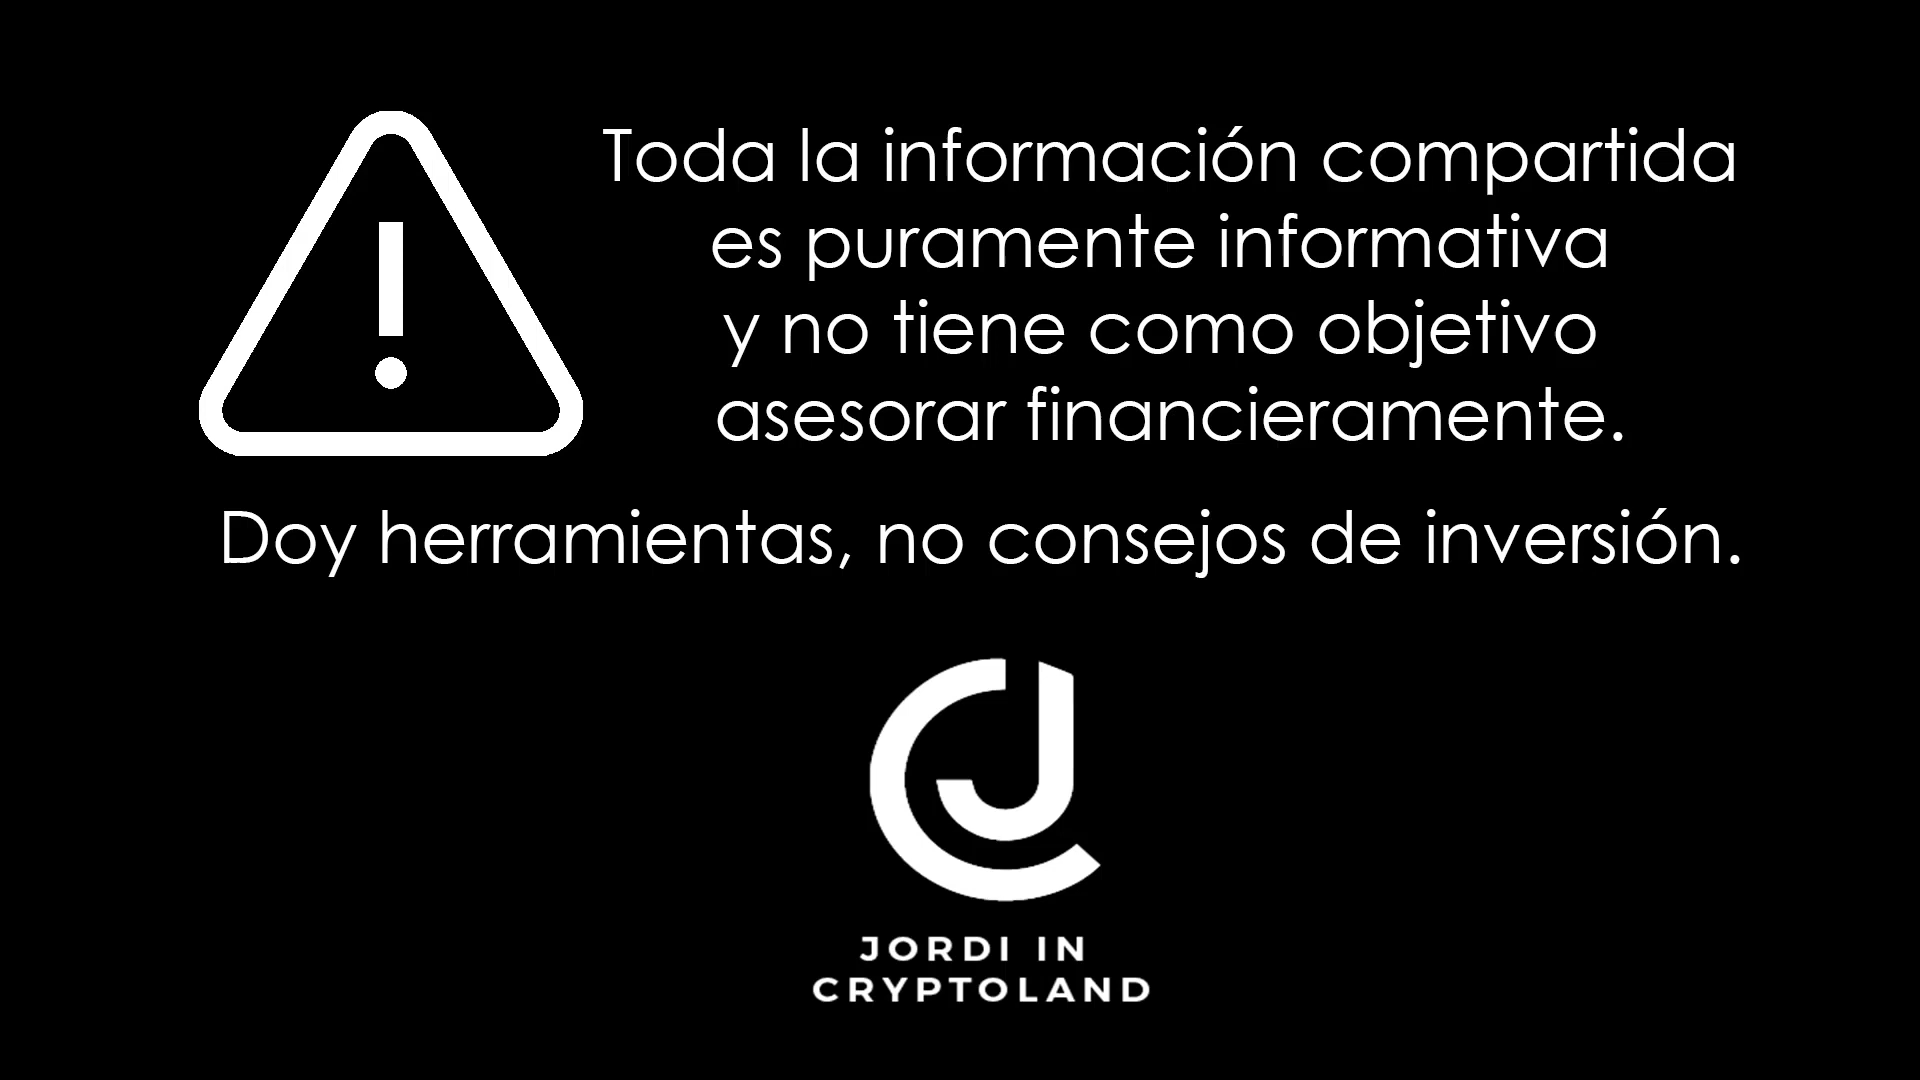 Toda la información compartida
es puramente informativa
y no tiene como objetivo
asesorar financieramente.
Doy herramientas, no consejos de inversión.
JORDI IN
CRYPTOLAND